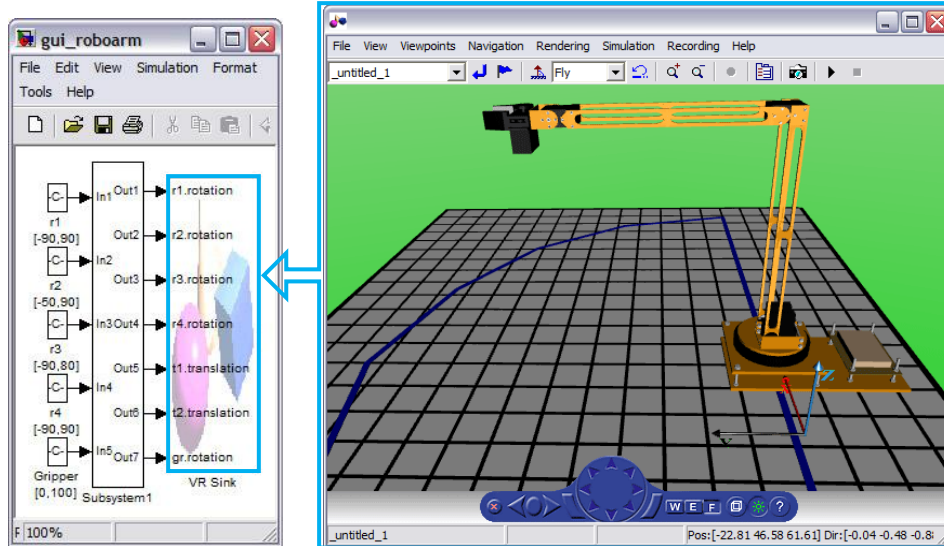 gui_roboarm
File Edit View Simulation Format
Tools Help
-C-
r1
[-90,90]
-C-
r2
[-50,90]
-C-
r3
[-90,80]
-C-
r4
[-90,90]
-C-
Gripper
[0,100]
In1
In2
In3
In4
In5
Out1
Out2
Out3
Out4
Out5
Out6
Out7
Subsystem1
r1.rotation
r2.rotation
r3.rotation
r4.rotation
t1.translation
t2.translation
gr.rotation
VR Sink
F 100%
File View Viewpoints Navigation Rendering Simulation Recording Help
_untitled_1
Fly
Z
W E F
?
_untitled_1
Pos:[-22.81 46.58 61.61] Dir:[-0.04 -0.48 -0.8